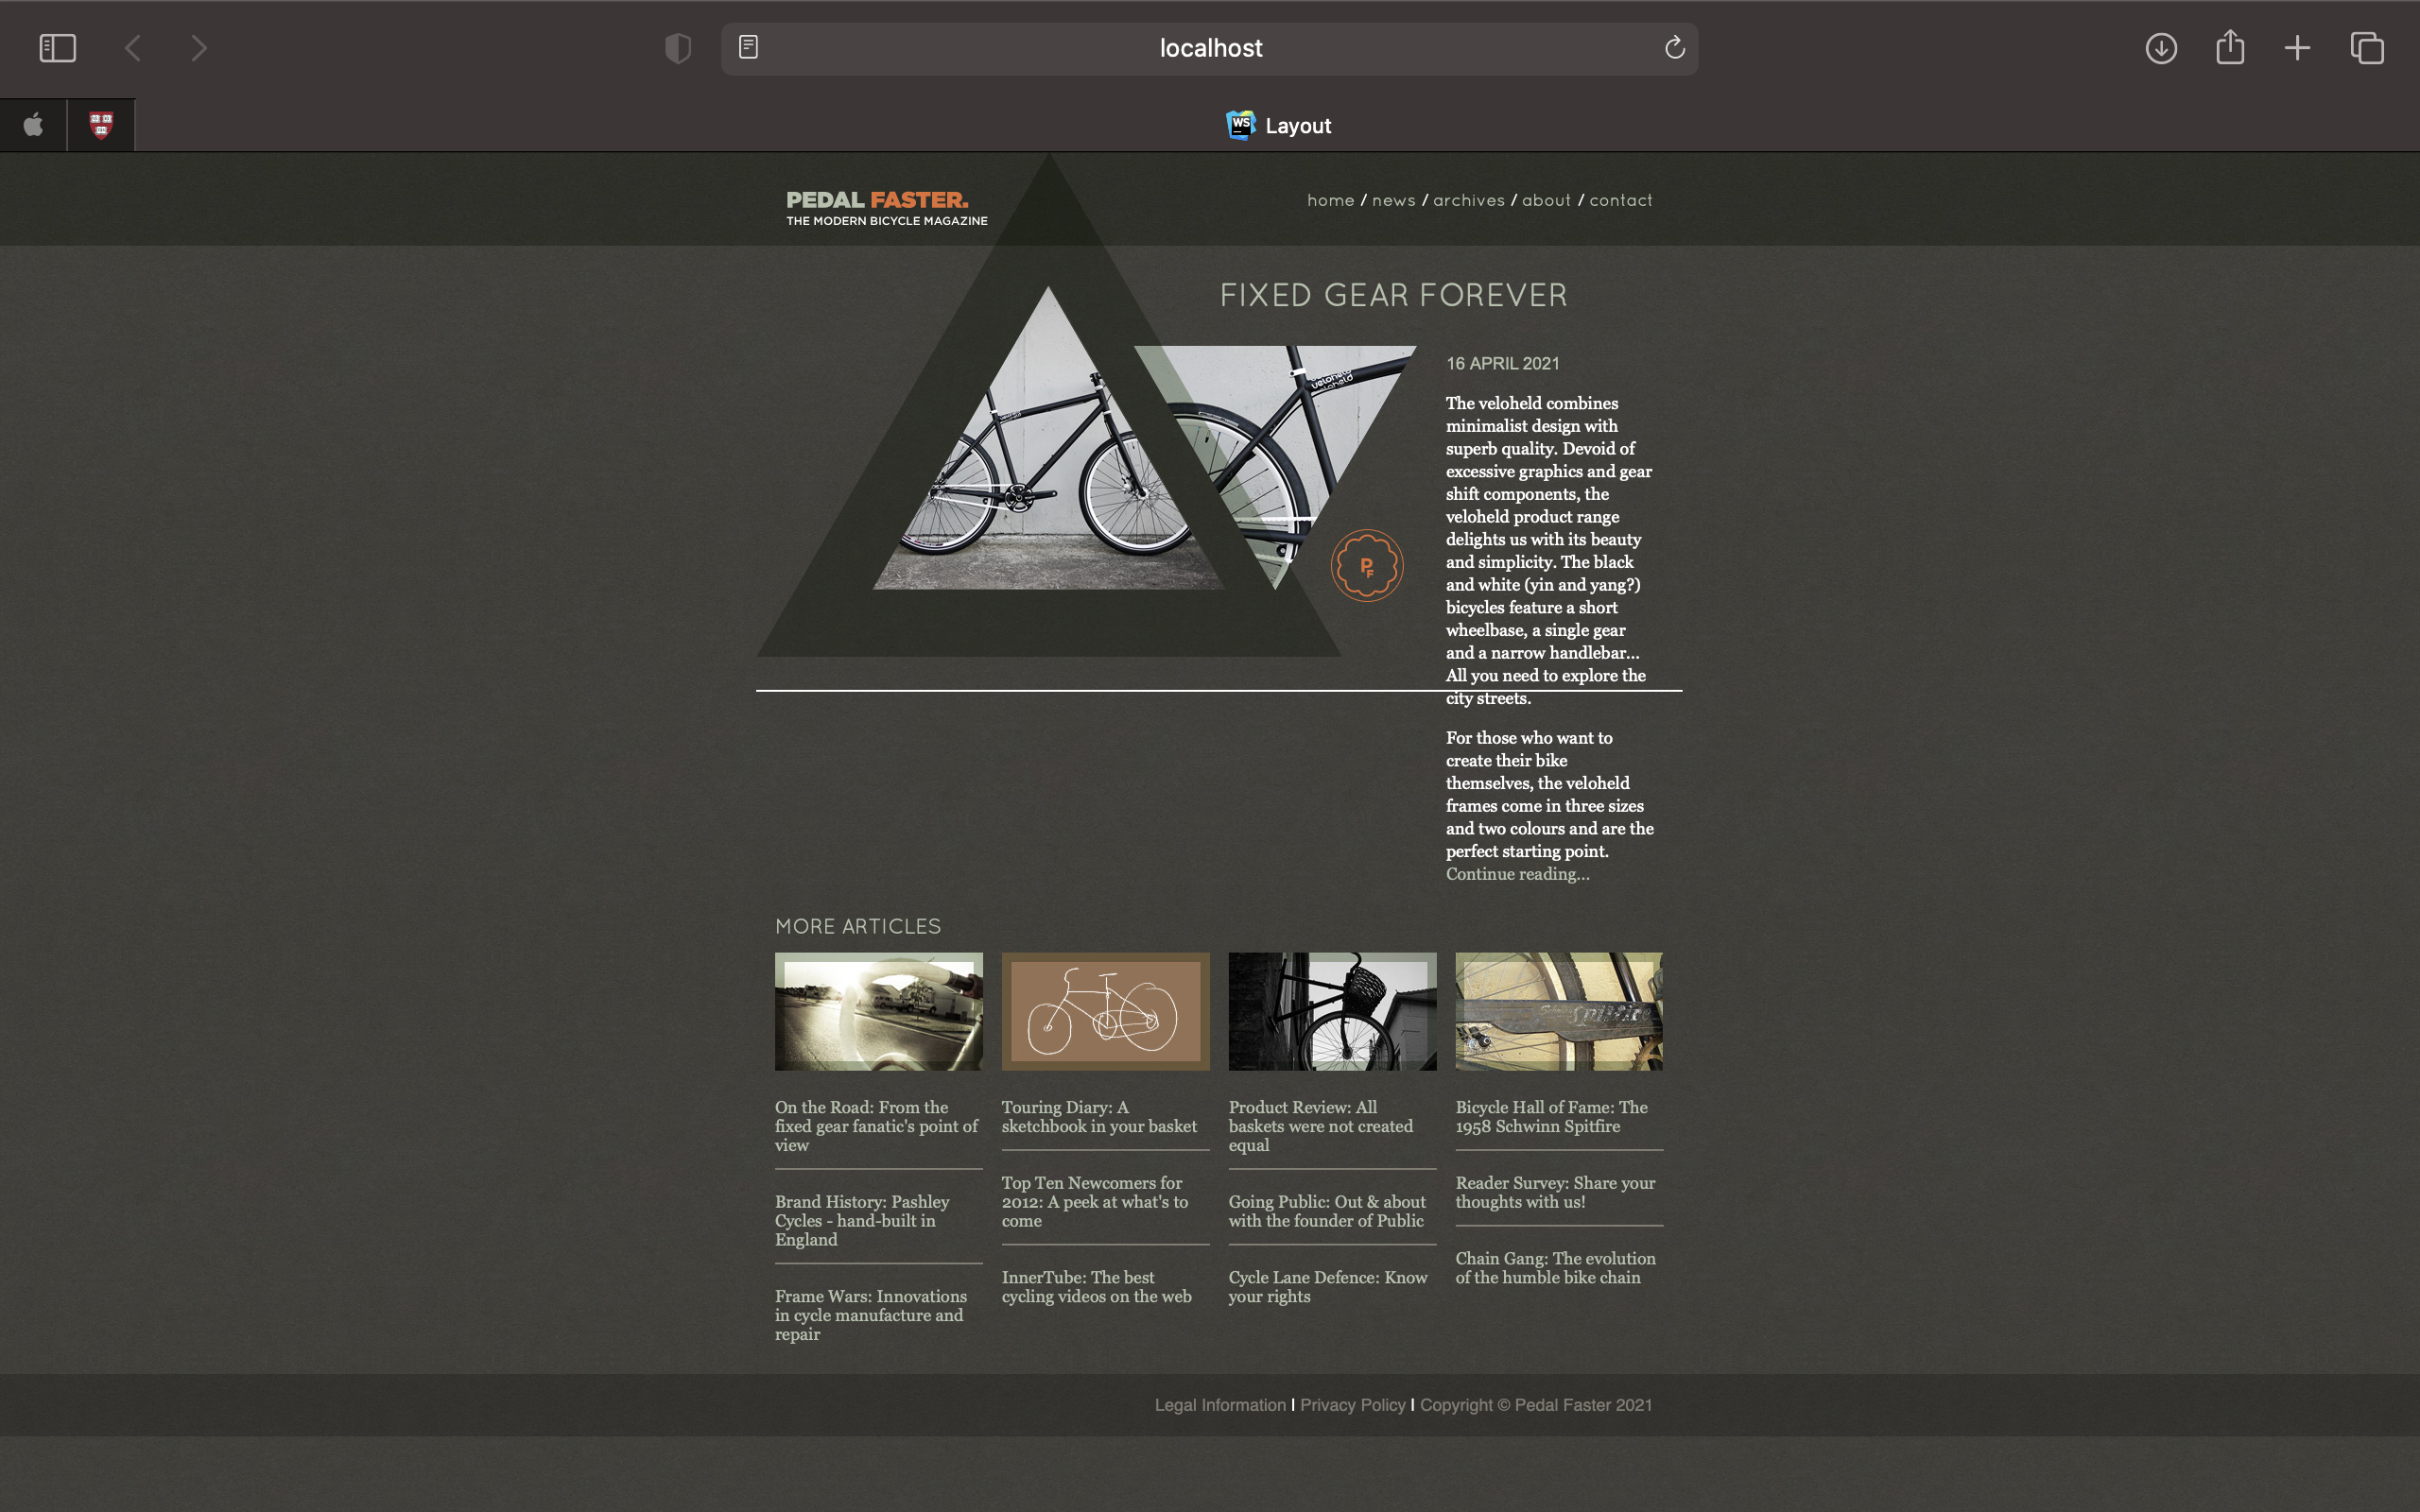 localhost
WS
Layout
PEDAL FASTER.
THE MODERN BICYCLE MAGAZINE
home / news / archives / about / contact
FIXED GEAR FOREVER
16 APRIL 2021
The veloheld combines
minimalist design with
superb quality. Devoid of
excessive graphics and gear
shift components, the
veloheld product range
delights us with its beauty
and simplicity. The black
and white (yin and yang?)
bicycles feature a short
wheelbase, a single gear
and a narrow handlebar...
All you need to explore the
city streets.
For those who want to
create their bike
themselves, the veloheld
frames come in three sizes
and two colours and are the
perfect starting point.
Continue reading...
veloheld
veloheld
PF
MORE ARTICLES
Spitfire
On the Road: From the
fixed gear fanatic's point of
view
Brand History: Pashley
Cycles - hand-built in
England
Frame Wars: Innovations
in cycle manufacture and
repair
Touring Diary: A
sketchbook in your basket
Top Ten Newcomers for
2012: A peek at what's to
come
InnerTube: The best
cycling videos on the web
Product Review: All
baskets were not created
equal
Going Public: Out & about
with the founder of Public
Cycle Lane Defence: Know
your rights
Bicycle Hall of Fame: The
1958 Schwinn Spitfire
Reader Survey: Share your
thoughts with us!
Chain Gang: The evolution
of the humble bike chain
Legal Information | Privacy Policy | Copyright © Pedal Faster 2021